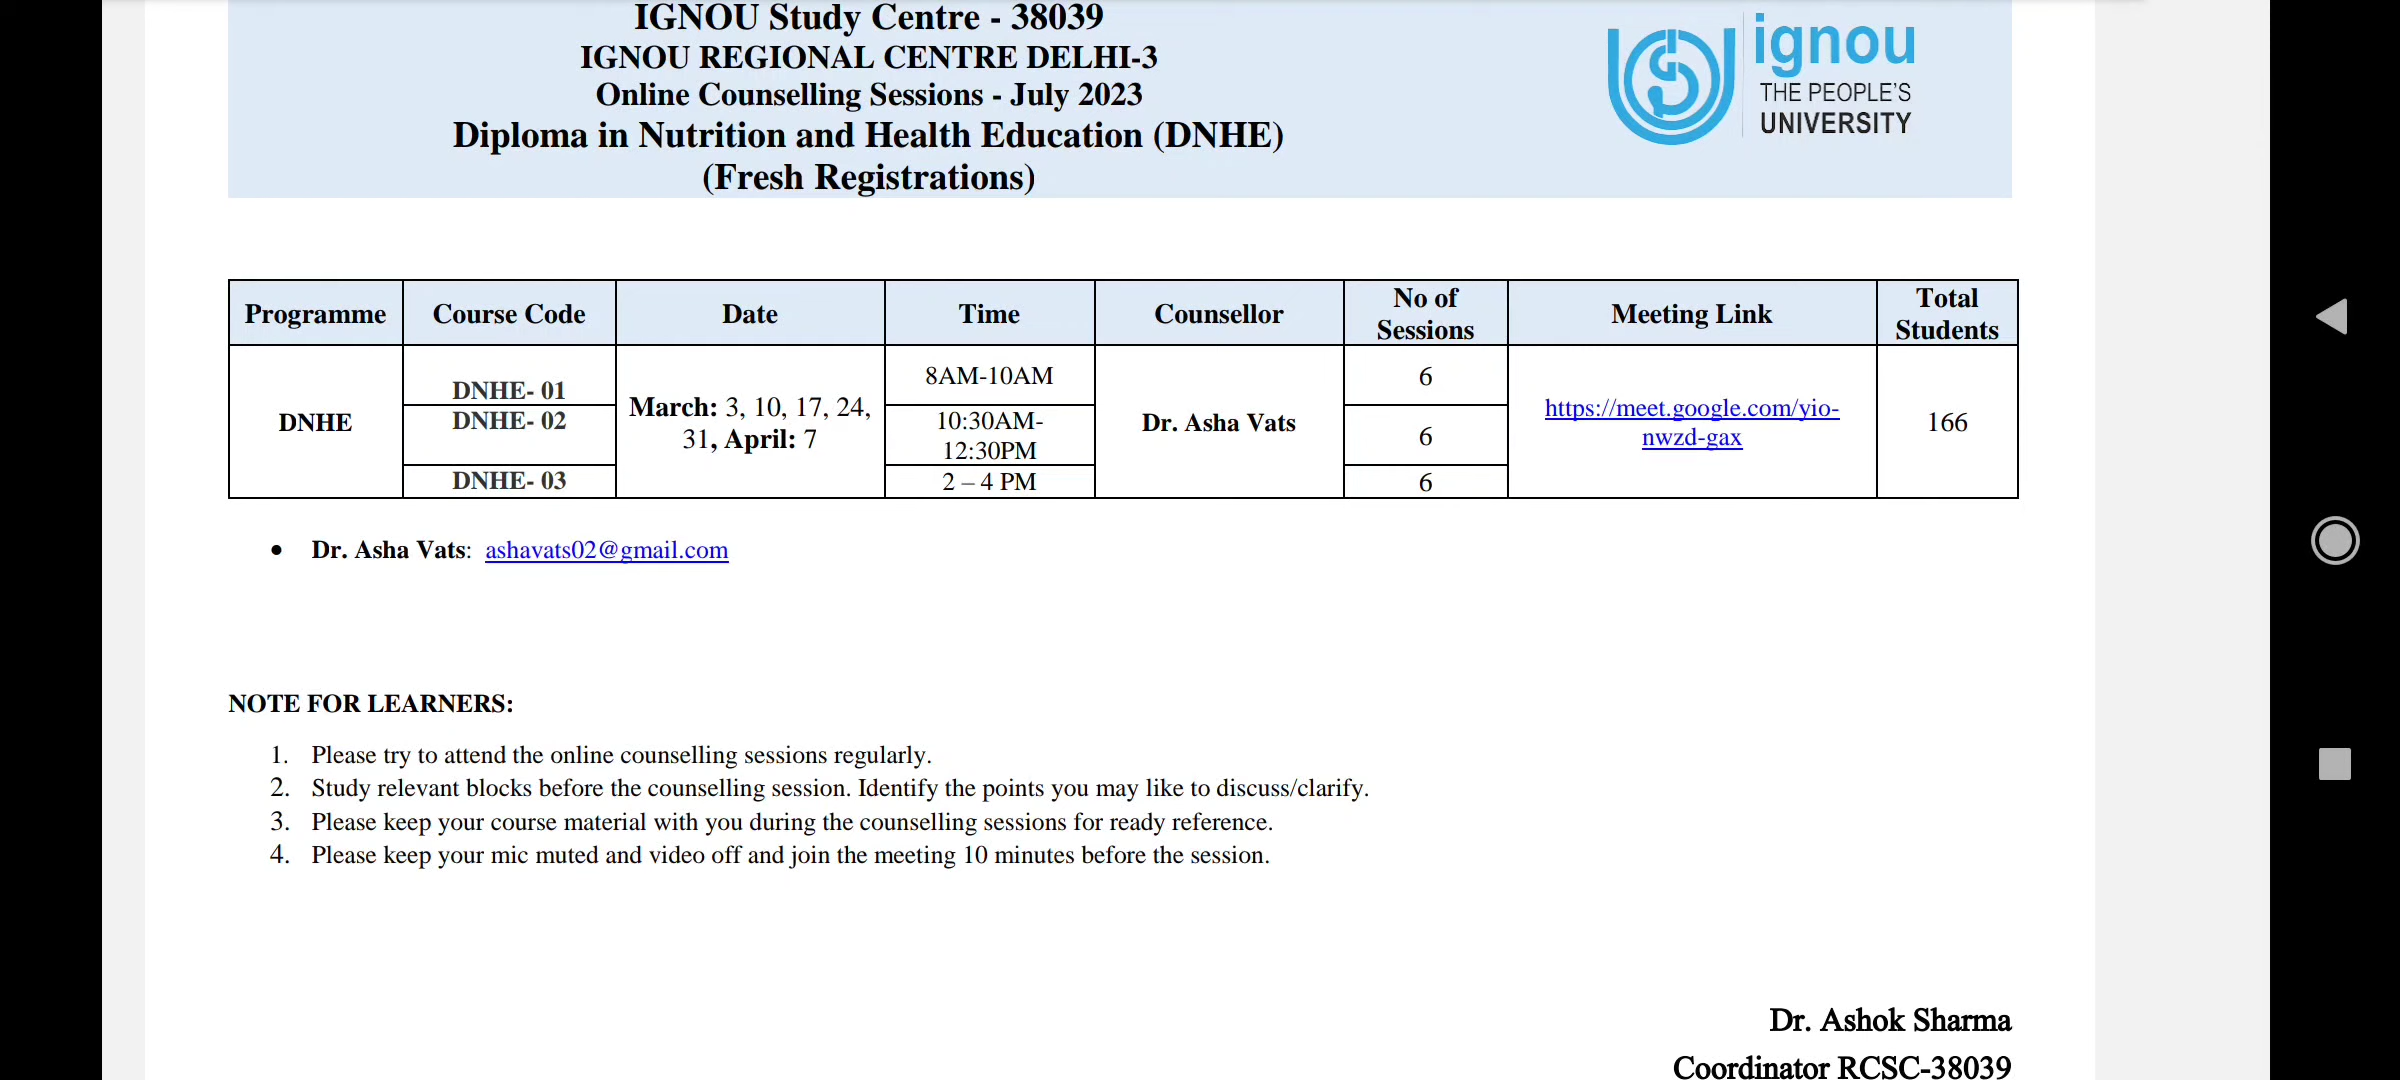 IGNOU Study Centre - 38039
IGNOU REGIONAL CENTRE DELHI-3
Online Counselling Sessions - July 2023
Diploma in Nutrition and Health Education (DNHE)
(Fresh Registrations)
ignou
THE PEOPLE'S
UNIVERSITY
Programme
Course Code
Date
Time
Counsellor
No of
Sessions
Meeting Link
Total
Students
DNHE
DNHE- 01
DNHE- 02
DNHE- 03
March: 3, 10, 17, 24,
31, April: 7
8AM-10AM
10:30AM-
12:30PM
2 – 4 PM
Dr. Asha Vats
6
6
6
https://meet.google.com/yio-
nwzd-gax
166
• Dr. Asha Vats: ashavats02@gmail.com
NOTE FOR LEARNERS:
1. Please try to attend the online counselling sessions regularly.
2. Study relevant blocks before the counselling session. Identify the points you may like to discuss/clarify.
3. Please keep your course material with you during the counselling sessions for ready reference.
4. Please keep your mic muted and video off and join the meeting 10 minutes before the session.
Dr. Ashok Sharma
Coordinator RCSC-38039